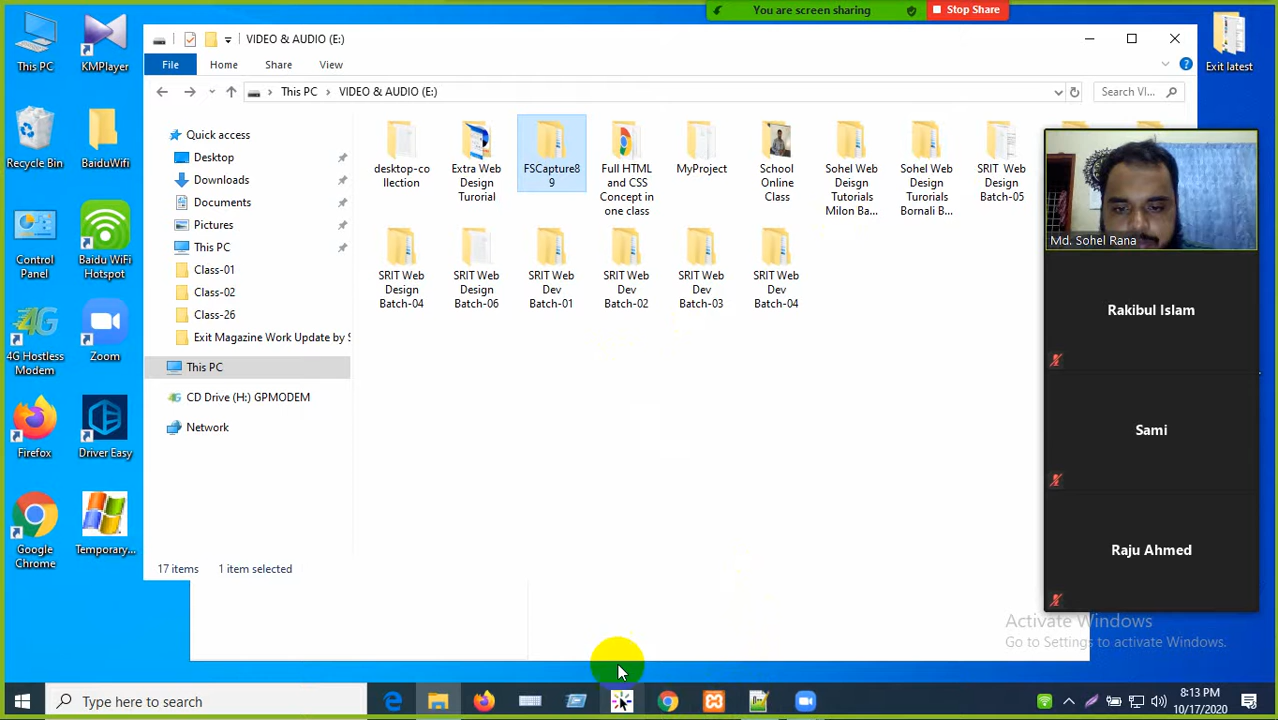 You are screen sharing
Stop Share
This PC
KMPlayer
Exit latest
VIDEO & AUDIO (E:)
File
Home
Share
View
This PC
VIDEO & AUDIO (E:)
Search VI...
Recycle Bin
BaiduWifi
Quick access
Desktop
Downloads
Documents
Pictures
This PC
Class-01
Class-02
Class-26
Exit Magazine Work Update by S
This PC
CD Drive (H:) GPMODEM
Network
desktop-co
llection
Extra Web
Design
Turorial
FSCapture8
9
Full HTML
and CSS
Concept in
one class
MyProject
School
Online
Class
Sohel Web
Deisgn
Tutorials
Milon Ba...
Sohel Web
Design
Turorials
Bornali B...
SRIT Web
Design
Batch-05
SRIT Web
Design
Batch-04
SRIT Web
Design
Batch-06
SRIT Web
Dev
Batch-01
SRIT Web
Dev
Batch-02
SRIT Web
Dev
Batch-03
SRIT Web
Dev
Batch-04
Control
Panel
Baidu WiFi
Hotspot
4G
4G Hostless
Modem
Zoom
Firefox
Driver Easy
Google
Chrome
Temporary...
17 items
1 item selected
Md. Sohel Rana
Rakibul Islam
Sami
Raju Ahmed
Activate Windows
Go to Settings to activate Windows.
Type here to search
8:13 PM
10/17/2020